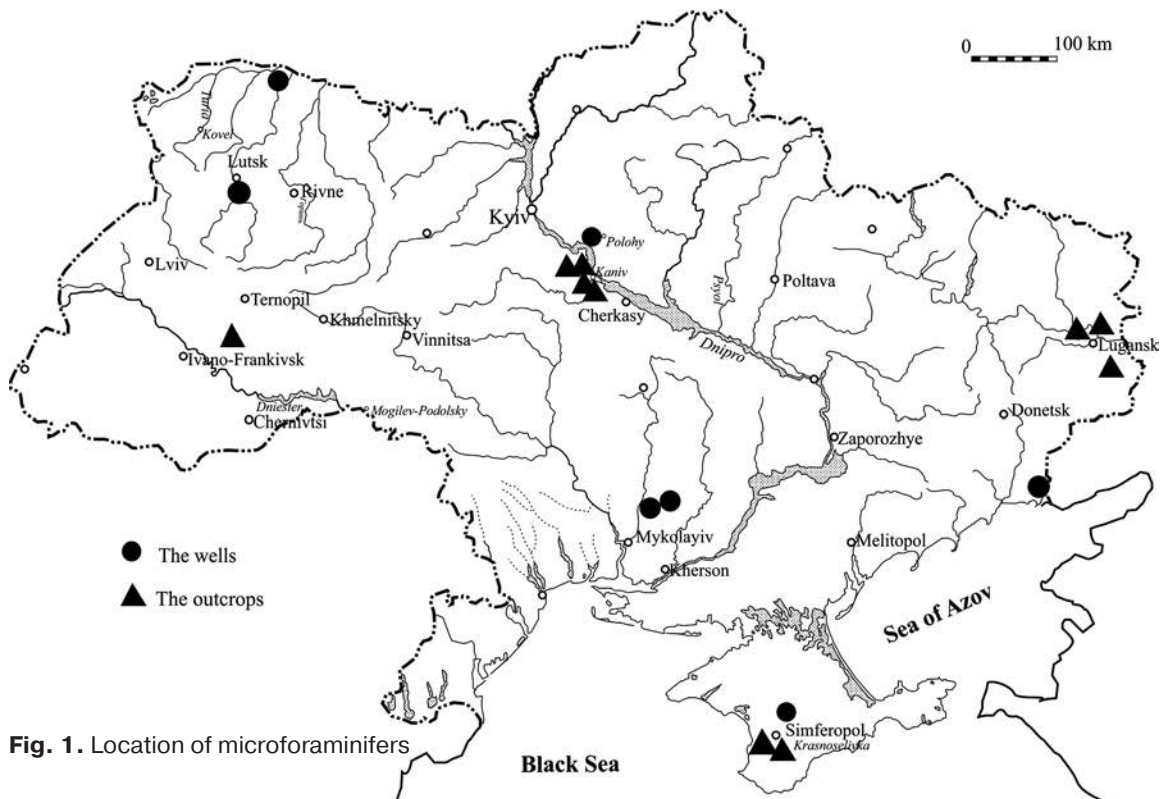 0 100 km
Turia
Kovel
Lutsk
Rivne
Kyiv
Polohy
Kaniv
Lviv
Psyol
Poltava
Ternopil
Cherkasy
Khmelnitsky
Vinnitsa
Dnipro
Lugansk
Ivano-Frankivsk
Dniester
Mogilev-Podolsky
Chernivtsi
Donetsk
Zaporozhye
Mykolayiv
Melitopol
The wells
Kherson
The outcrops
Sea of Azov
Simferopol
Krasnoselivka
Fig. 1. Location of microforaminifers
Black Sea